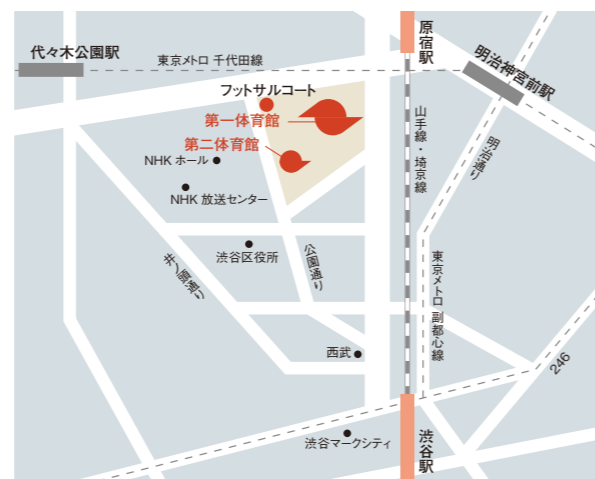 代々木公園駅
東京メトロ 千代田線
原宿駅
明治神宮前駅
フットサルコート
第一体育館
第二体育館
NHK ホール
NHK 放送センター
山手線・埼京線
明治通り
渋谷区役所
公園通り
井ノ頭通り
東京メトロ 副都心線
西武
246
渋谷マークシティ
渋谷駅